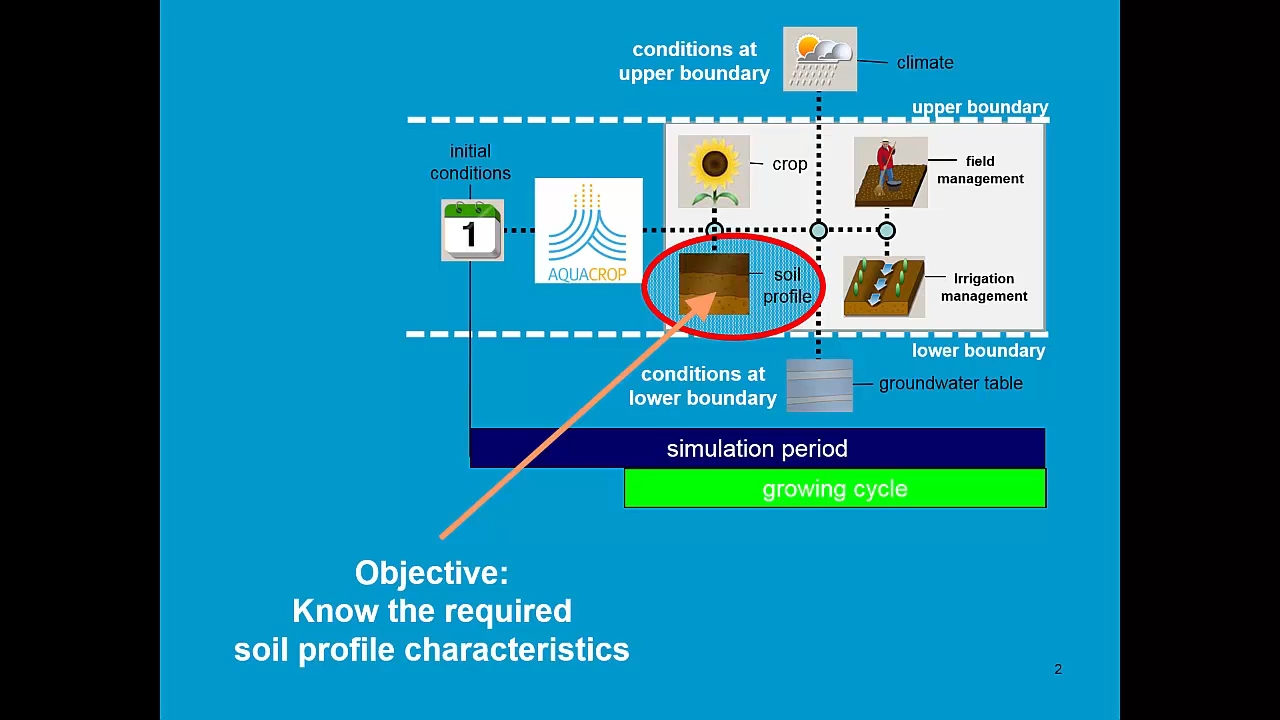 conditions at
upper boundary
climate
upper boundary
initial
conditions
1
AQUACROP
crop
field
management
soil
profile
Irrigation
management
lower boundary
conditions at
lower boundary
groundwater table
simulation period
growing cycle
Objective:
Know the required
soil profile characteristics
2